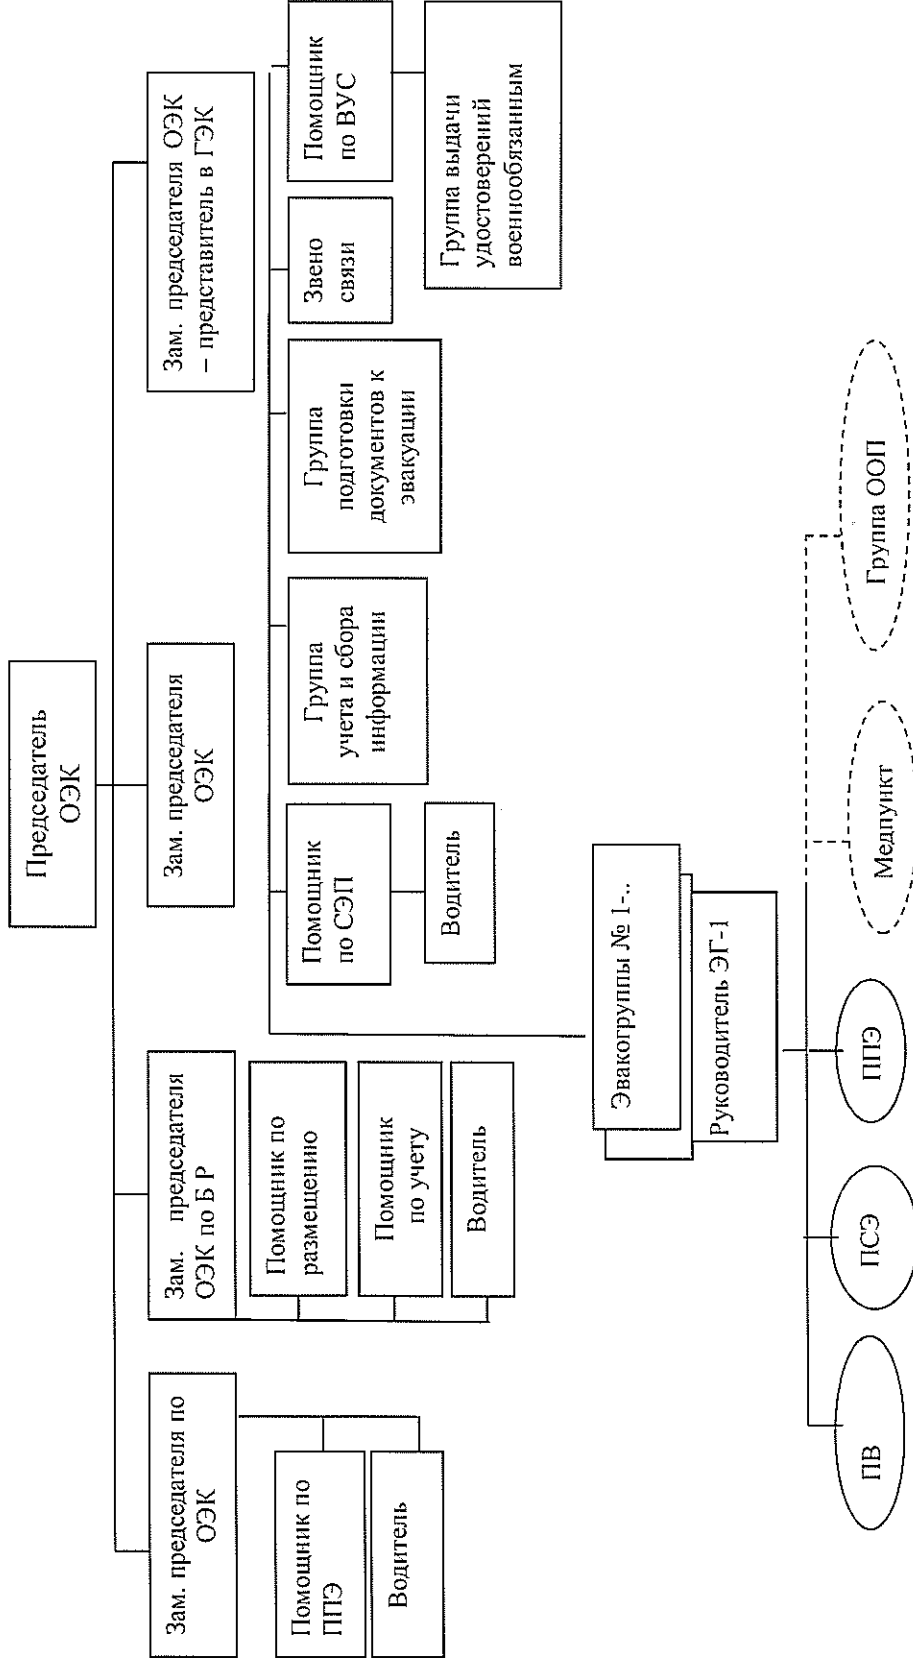 Председатель
ОЭК
Зам. председателя по
ОЭК
Зам. председателя
ОЭК по Б Р
Зам. председателя
ОЭК
Зам. председателя ОЭК
– представитель в ГЭК
Помощник по
ППЭ
Водитель
Помощник по
размещению
Помощник
по учету
Водитель
Помощник
по СЭП
Водитель
Группа
учета и сбора
информации
Группа
подготовки
документов к
эвакуации
Звено
связи
Помощник
по ВУС
Группа выдачи
удостоверений
военнообязанным
Эвакогруппы № 1-..
Руководитель ЭГ-1
ПВ
ПСЭ
ППЭ
Медпункт
Группа ООП